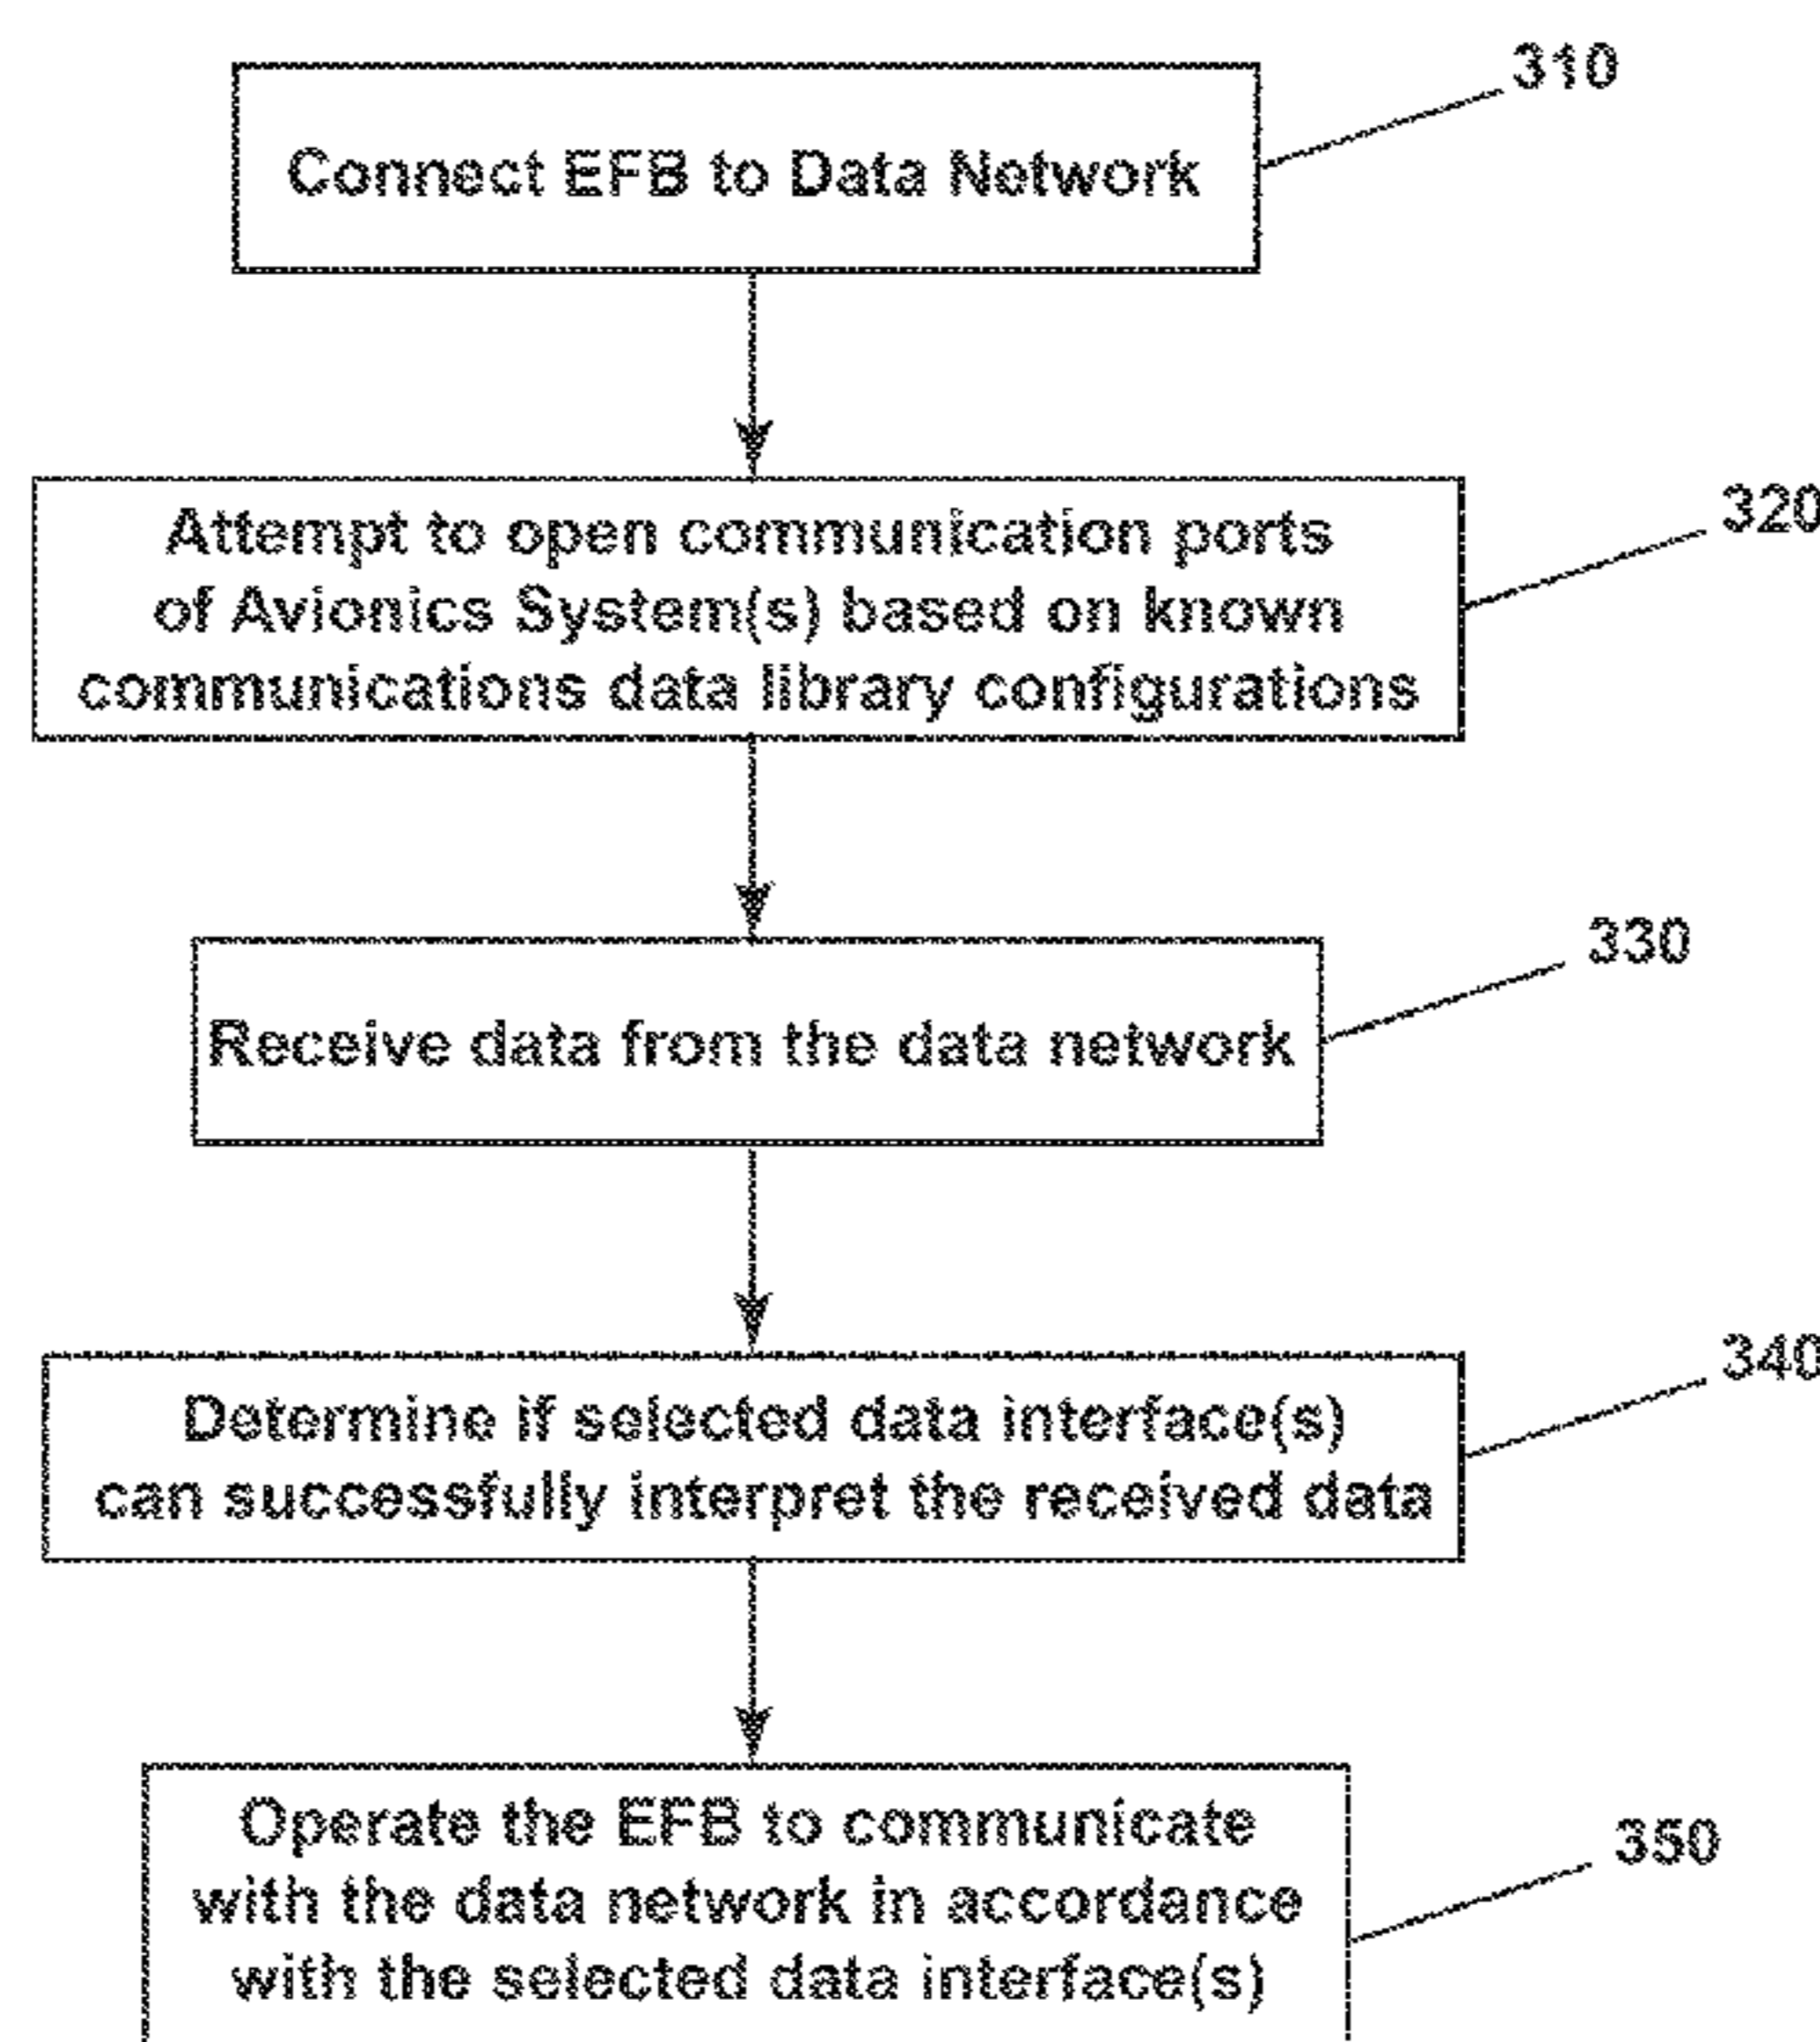 310
Connect EFB to Data Network
320
Attempt to open communication ports
of Avionics System(s) based on known
communications data library configurations
330
Receive data from the data network
340
Determine if selected data interface(s)
can successfully interpret the received data
350
Operate the EFB to communicate
with the data network in accordance
with the selected data interface(s)